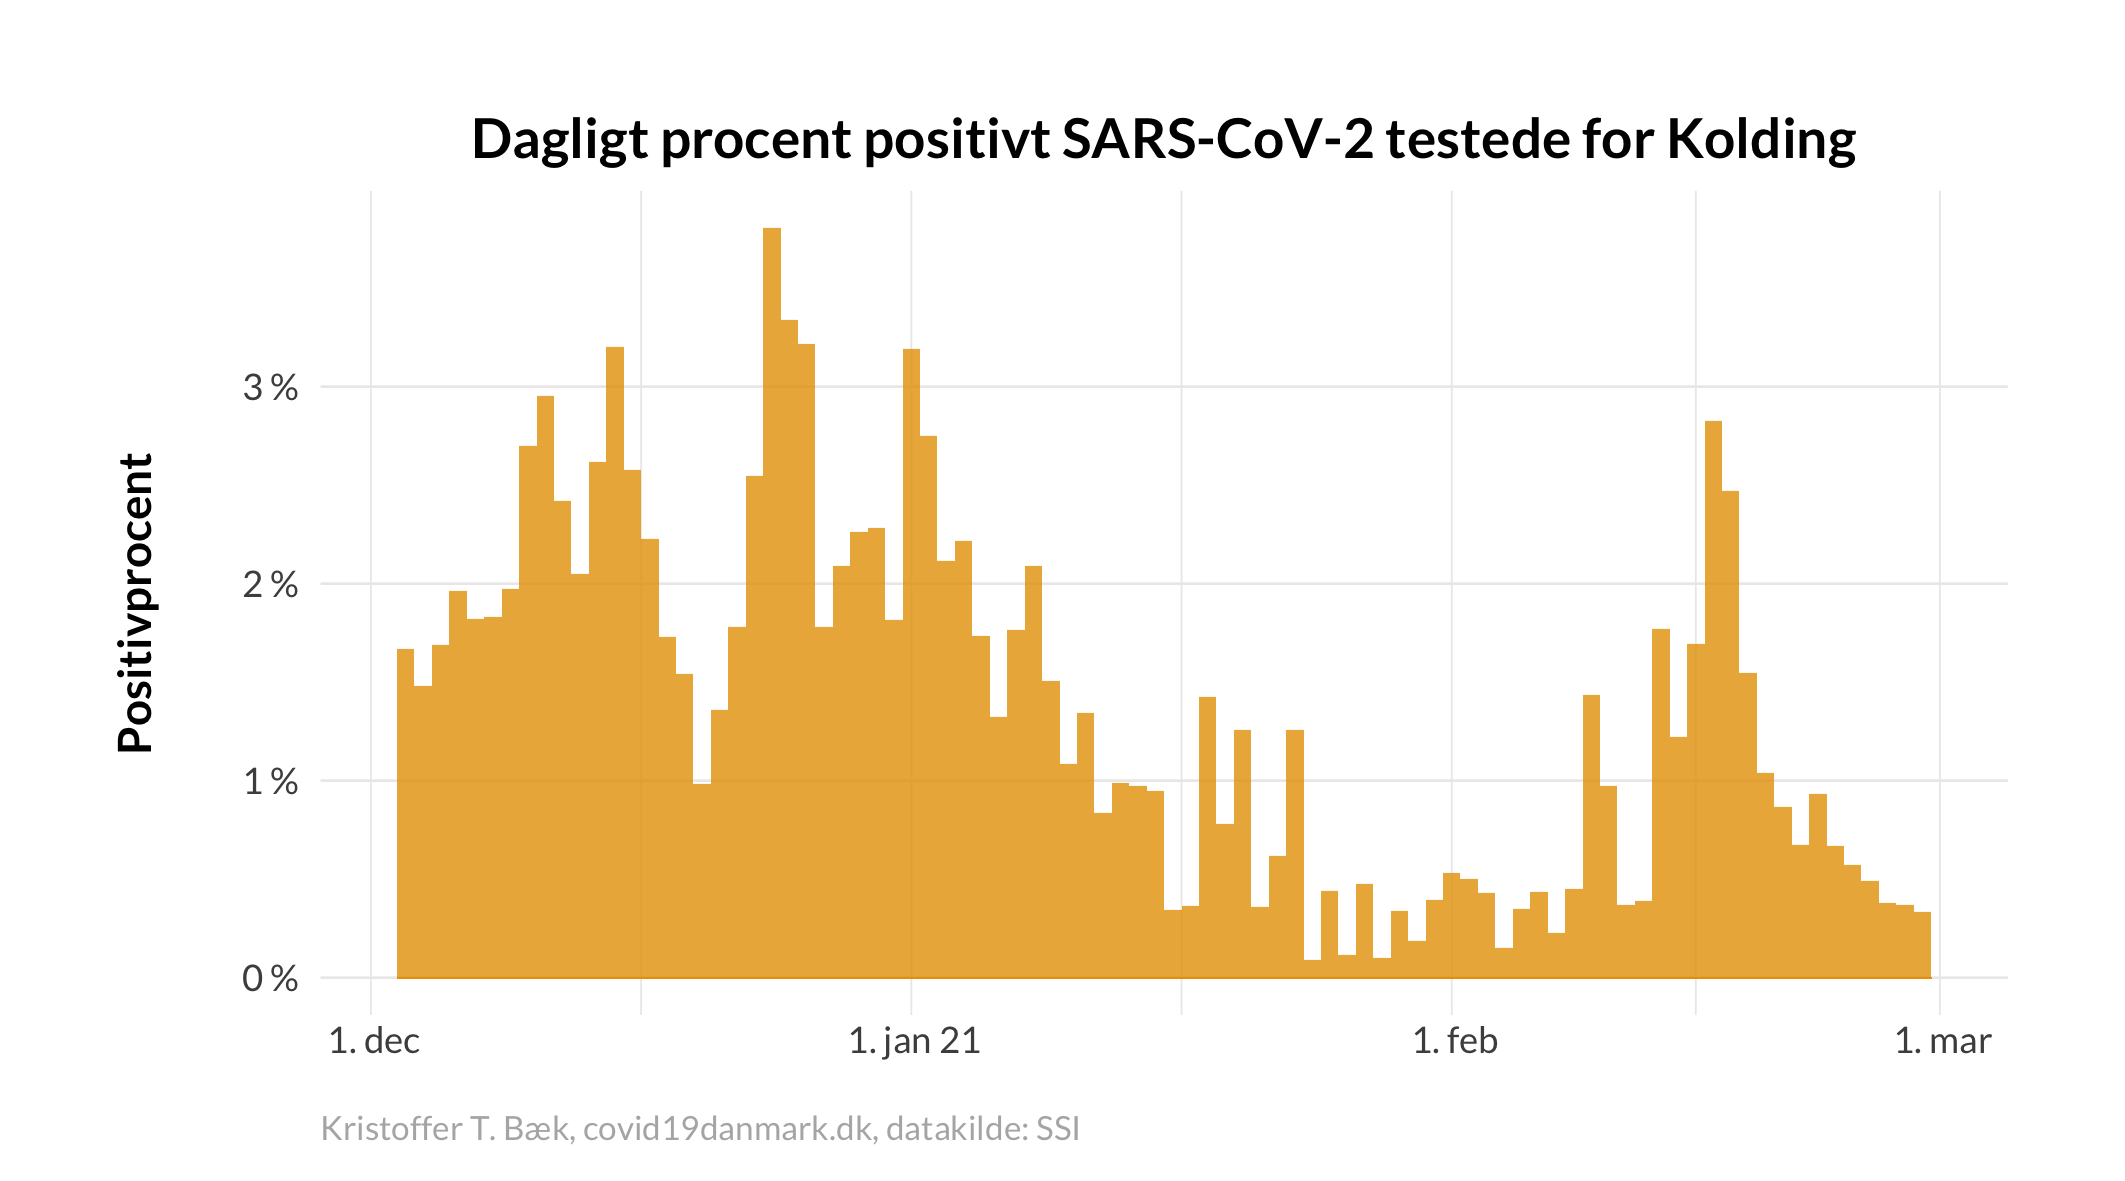 Dagligt procent positivt SARS-CoV-2 testede for Kolding
Positivprocent
3 %
2 %
1 %
0 %
1. dec
1. jan 21
1. feb
1. mar
Kristoffer T. Bæk, covid19danmark.dk, datakilde: SSI